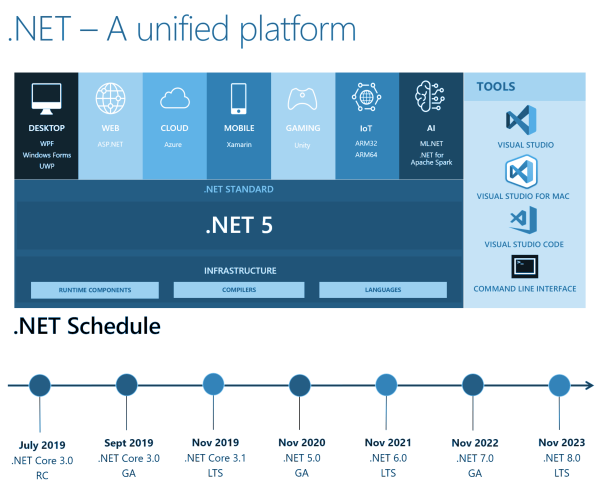 .NET – A unified platform
DESKTOP
WPF
Windows Forms
UWP
WEB
ASP.NET
CLOUD
Azure
MOBILE
Xamarin
GAMING
Unity
IoT
ARM32
ARM64
AI
ML.NET
.NET for
Apache Spark
TOOLS
VISUAL STUDIO
VISUAL STUDIO FOR MAC
VISUAL STUDIO CODE
COMMAND LINE INTERFACE
.NET STANDARD
.NET 5
INFRASTRUCTURE
RUNTIME COMPONENTS
COMPILERS
LANGUAGES
.NET Schedule
July 2019
.NET Core 3.0
RC
Sept 2019
.NET Core 3.0
GA
Nov 2019
.NET Core 3.1
LTS
Nov 2020
.NET 5.0
GA
Nov 2021
.NET 6.0
LTS
Nov 2022
.NET 7.0
GA
Nov 2023
.NET 8.0
LTS